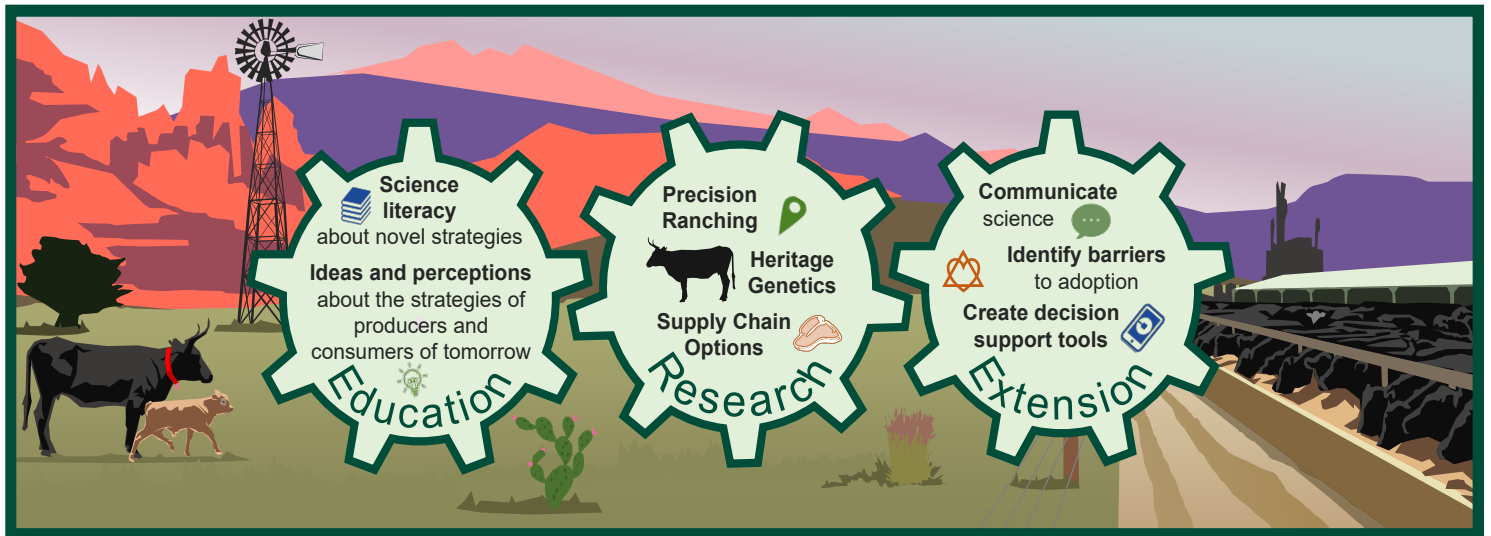 Science
literacy
about novel strategies
Ideas and perceptions
about the strategies of
producers and
consumers of tomorrow
Education
Precision
Ranching
Heritage
Genetics
Supply Chain
Options
Research
Communicate
science
Identify barriers
to adoption
Create decision
support tools
Extension